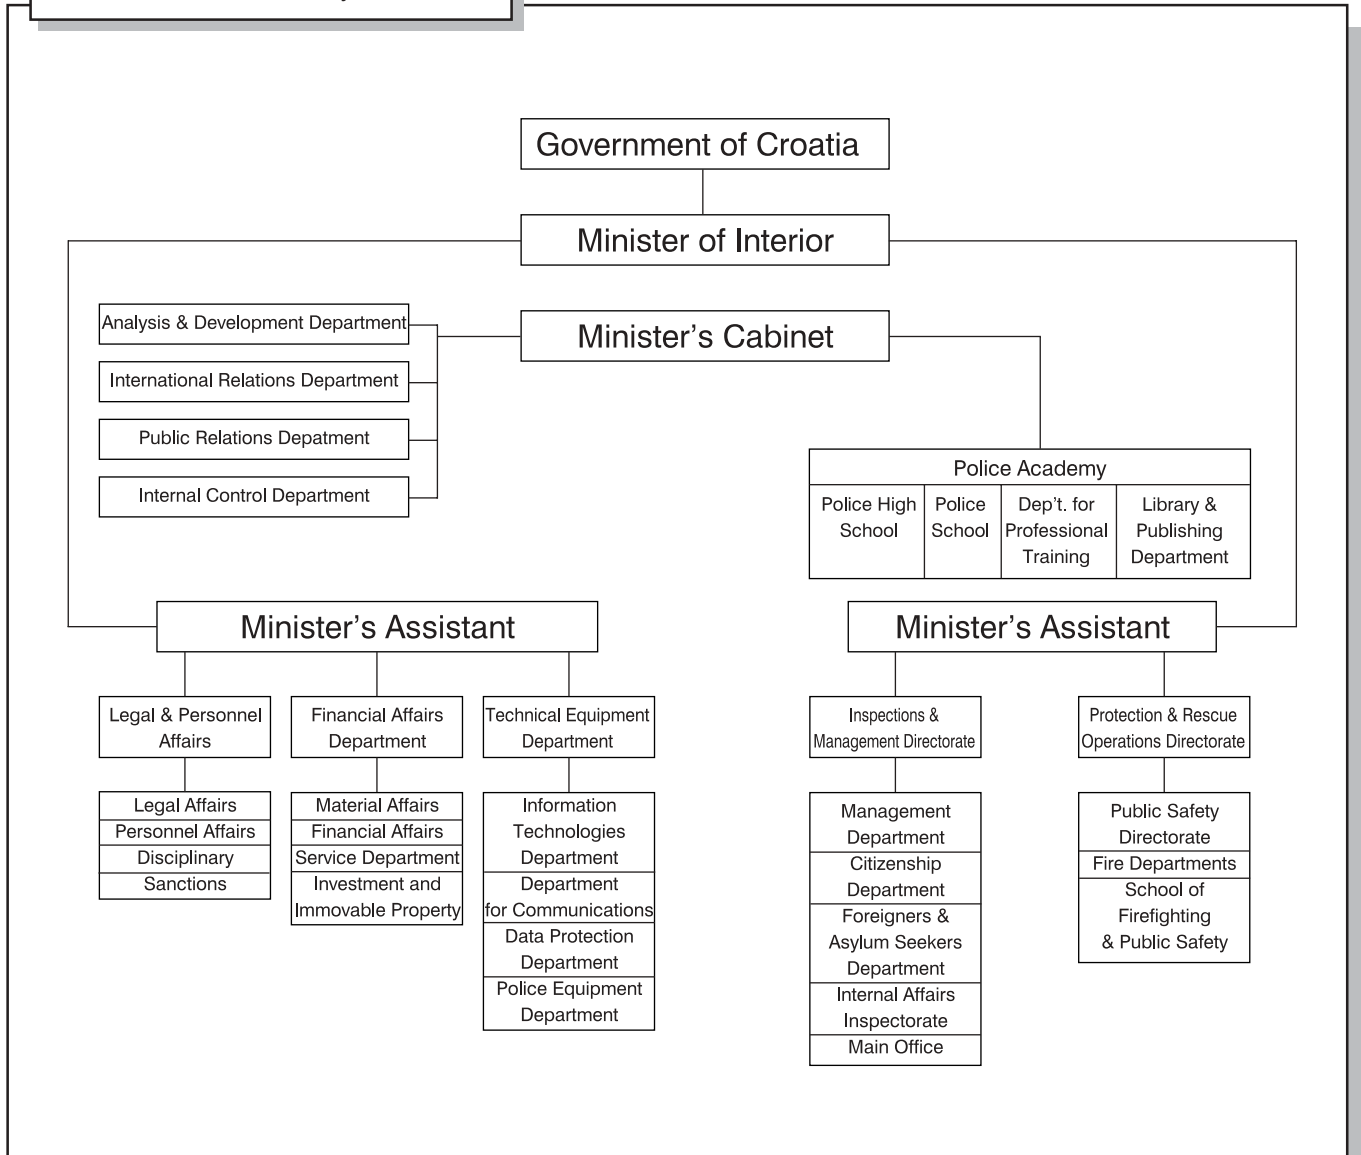 Government of Croatia
Minister of Interior
Minister's Cabinet
Analysis & Development Department
International Relations Department
Public Relations Depatment
Internal Control Department
Police Academy
Police High
School
Police
School
Dep't. for
Professional
Training
Library &
Publishing
Department
Minister's Assistant
Legal & Personnel
Affairs
Financial Affairs
Department
Technical Equipment
Department
Legal Affairs
Personnel Affairs
Disciplinary
Sanctions
Material Affairs
Financial Affairs
Service Department
Investment and
Immovable Property
Information
Technologies
Department
Department
for Communications
Data Protection
Department
Police Equipment
Department
Minister's Assistant
Inspections &
Management Directorate
Protection & Rescue
Operations Directorate
Management
Department
Citizenship
Department
Foreigners &
Asylum Seekers
Department
Internal Affairs
Inspectorate
Main Office
Public Safety
Directorate
Fire Departments
School of
Firefighting
& Public Safety